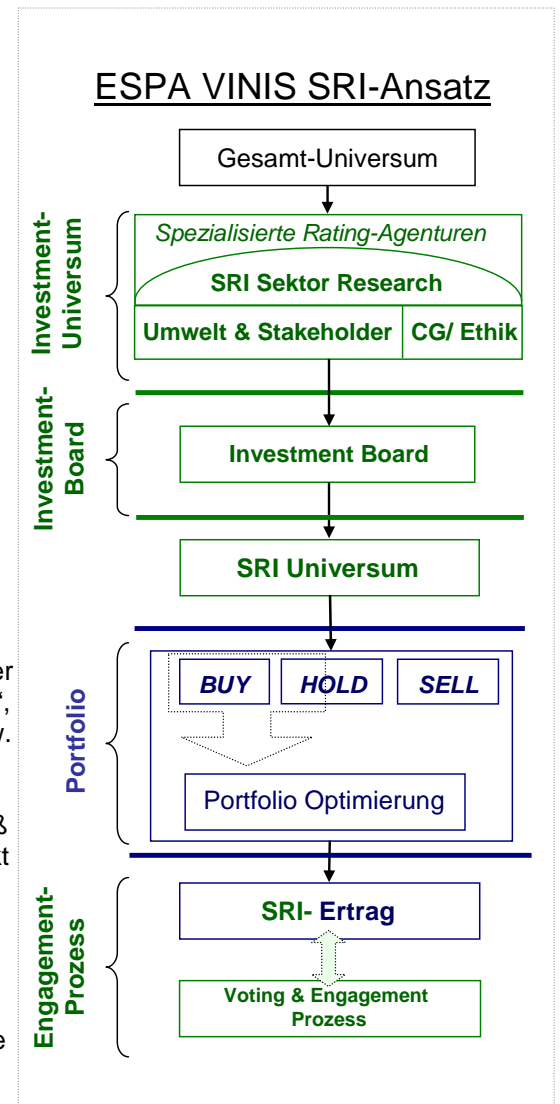 ESPA VINIS SRI-Ansatz
Gesamt-Universum
Investment-
Universum
Spezialisierte Rating-Agenturen
SRI Sektor Research
Umwelt & Stakeholder
CG/ Ethik
Investment-
Board
Investment Board
SRI Universum
Portfolio
BUY
HOLD
SELL
Portfolio Optimierung
Engagement-
Prozess
SRI- Ertrag
Voting & Engagement
Prozess